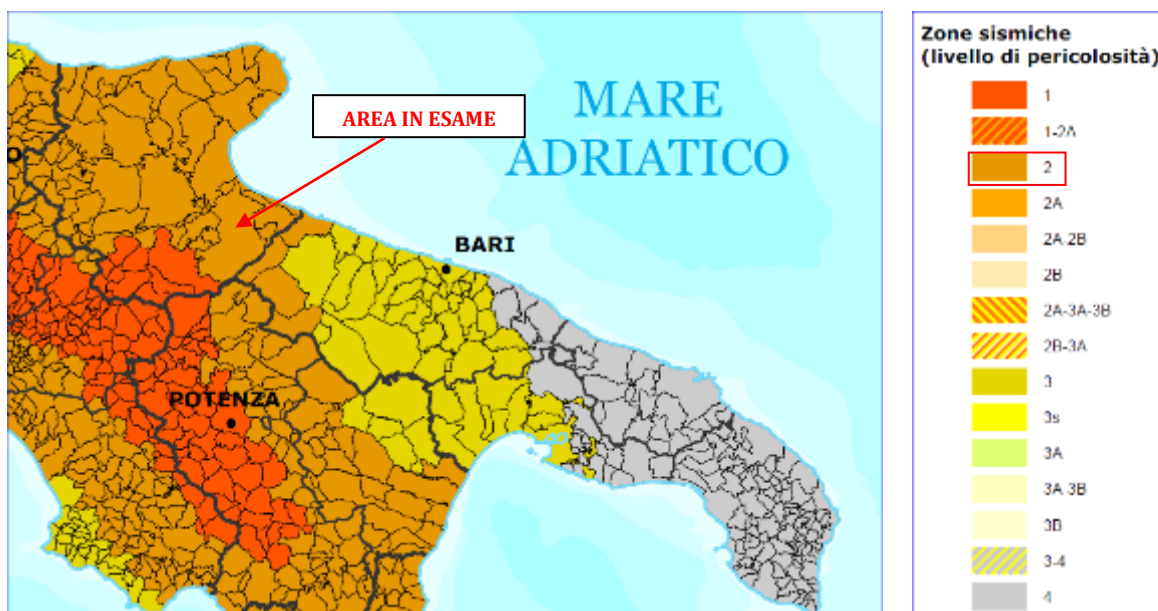 AREA IN ESAME
MARE
ADRIATICO
O
BARI
POTENZA
Zone sismiche
(livello di pericolosità)
1
1-2A
2
2A
2A-2B
2B
2A-3A-3B
2B-3A
3
3s
3A
3A-3B
3B
3-4
4